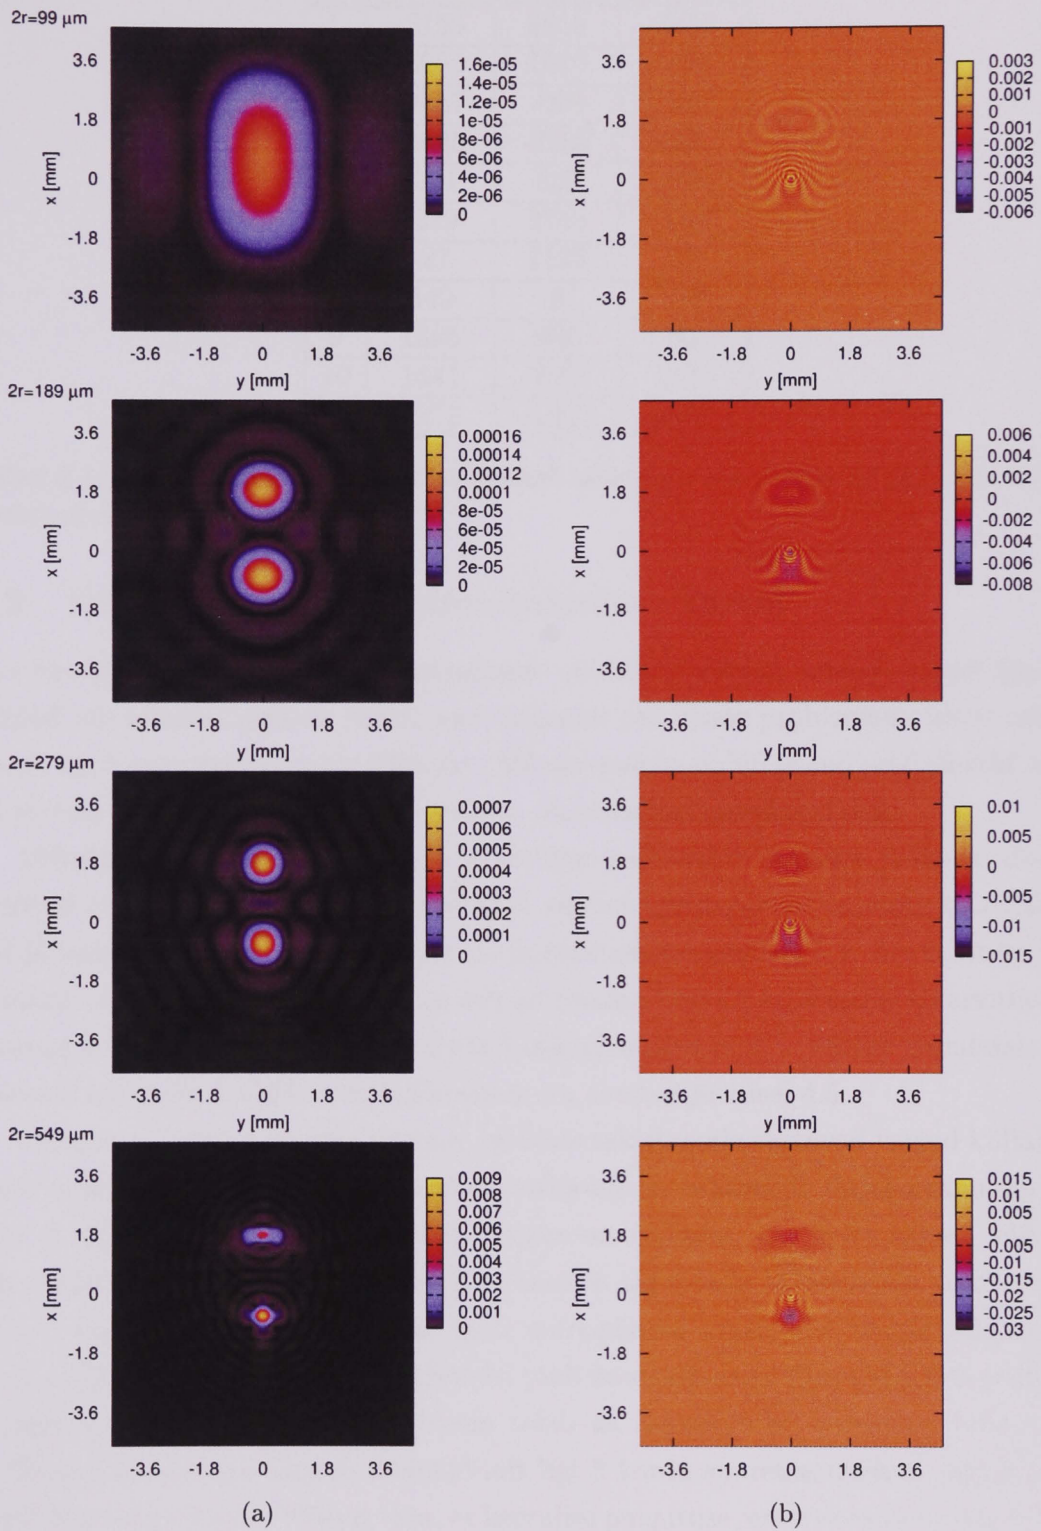 2r=99 μm
x [mm]
3.6
1.8
0
-1.8
-3.6
-3.6 -1.8 0 1.8 3.6
y [mm]
1.6e-05
1.4e-05
1.2e-05
1e-05
8e-06
6e-06
4e-06
2e-06
0
x [mm]
3.6
1.8
0
-1.8
-3.6
-3.6 -1.8 0 1.8 3.6
y [mm]
0.003
0.002
0.001
0
-0.001
-0.002
-0.003
-0.004
-0.005
-0.006
2r=189 μm
x [mm]
3.6
1.8
0
-1.8
-3.6
-3.6 -1.8 0 1.8 3.6
y [mm]
0.00016
0.00014
0.00012
0.0001
8e-05
6e-05
4e-05
2e-05
0
x [mm]
3.6
1.8
0
-1.8
-3.6
-3.6 -1.8 0 1.8 3.6
y [mm]
0.006
0.004
0.002
0
-0.002
-0.004
-0.006
-0.008
2r=279 μm
x [mm]
3.6
1.8
0
-1.8
-3.6
-3.6 -1.8 0 1.8 3.6
y [mm]
0.0007
0.0006
0.0005
0.0004
0.0003
0.0002
0.0001
0
x [mm]
3.6
1.8
0
-1.8
-3.6
-3.6 -1.8 0 1.8 3.6
y [mm]
0.01
0.005
0
-0.005
-0.01
-0.015
2r=549 μm
x [mm]
3.6
1.8
0
-1.8
-3.6
-3.6 -1.8 0 1.8 3.6
0.009
0.008
0.007
0.006
0.005
0.004
0.003
0.002
0.001
0
(a)
x [mm]
3.6
1.8
0
-1.8
-3.6
-3.6 -1.8 0 1.8 3.6
0.015
0.01
0.005
0
-0.005
-0.01
-0.015
-0.02
-0.025
-0.03
(b)